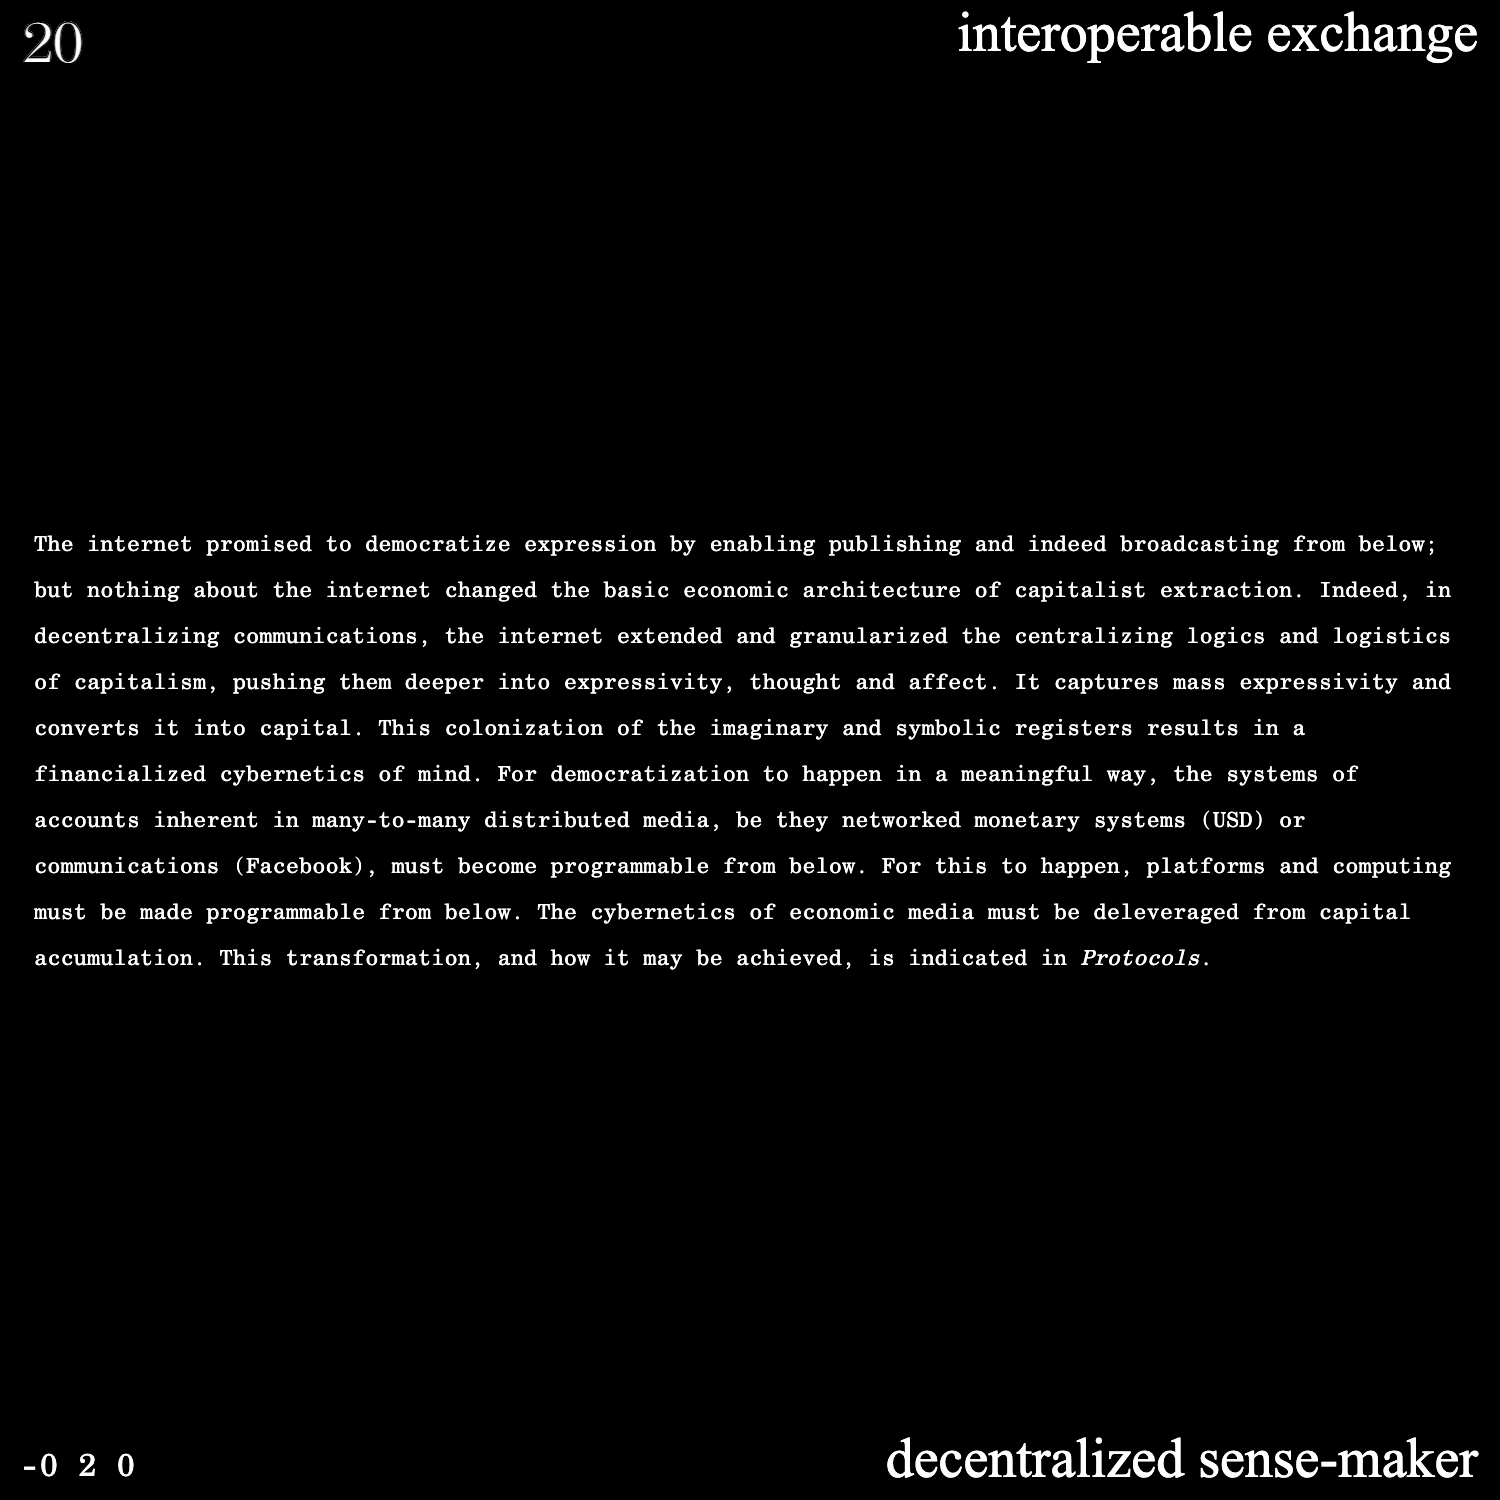 20
interoperable exchange
The internet promised to democratize expression by enabling publishing and indeed broadcasting from below;
but nothing about the internet changed the basic economic architecture of capitalist extraction. Indeed, in
decentralizing communications, the internet extended and granularized the centralizing logics and logistics
of capitalism, pushing them deeper into expressivity, thought and affect. It captures mass expressivity and
converts it into capital. This colonization of the imaginary and symbolic registers results in a
financialized cybernetics of mind. For democratization to happen in a meaningful way, the systems of
accounts inherent in many-to-many distributed media, be they networked monetary systems (USD) or
communications (Facebook), must become programmable from below. For this to happen, platforms and computing
must be made programmable from below. The cybernetics of economic media must be deleveraged from capital
accumulation. This transformation, and how it may be achieved, is indicated in Protocols.
-0 2 0
decentralized sense-maker